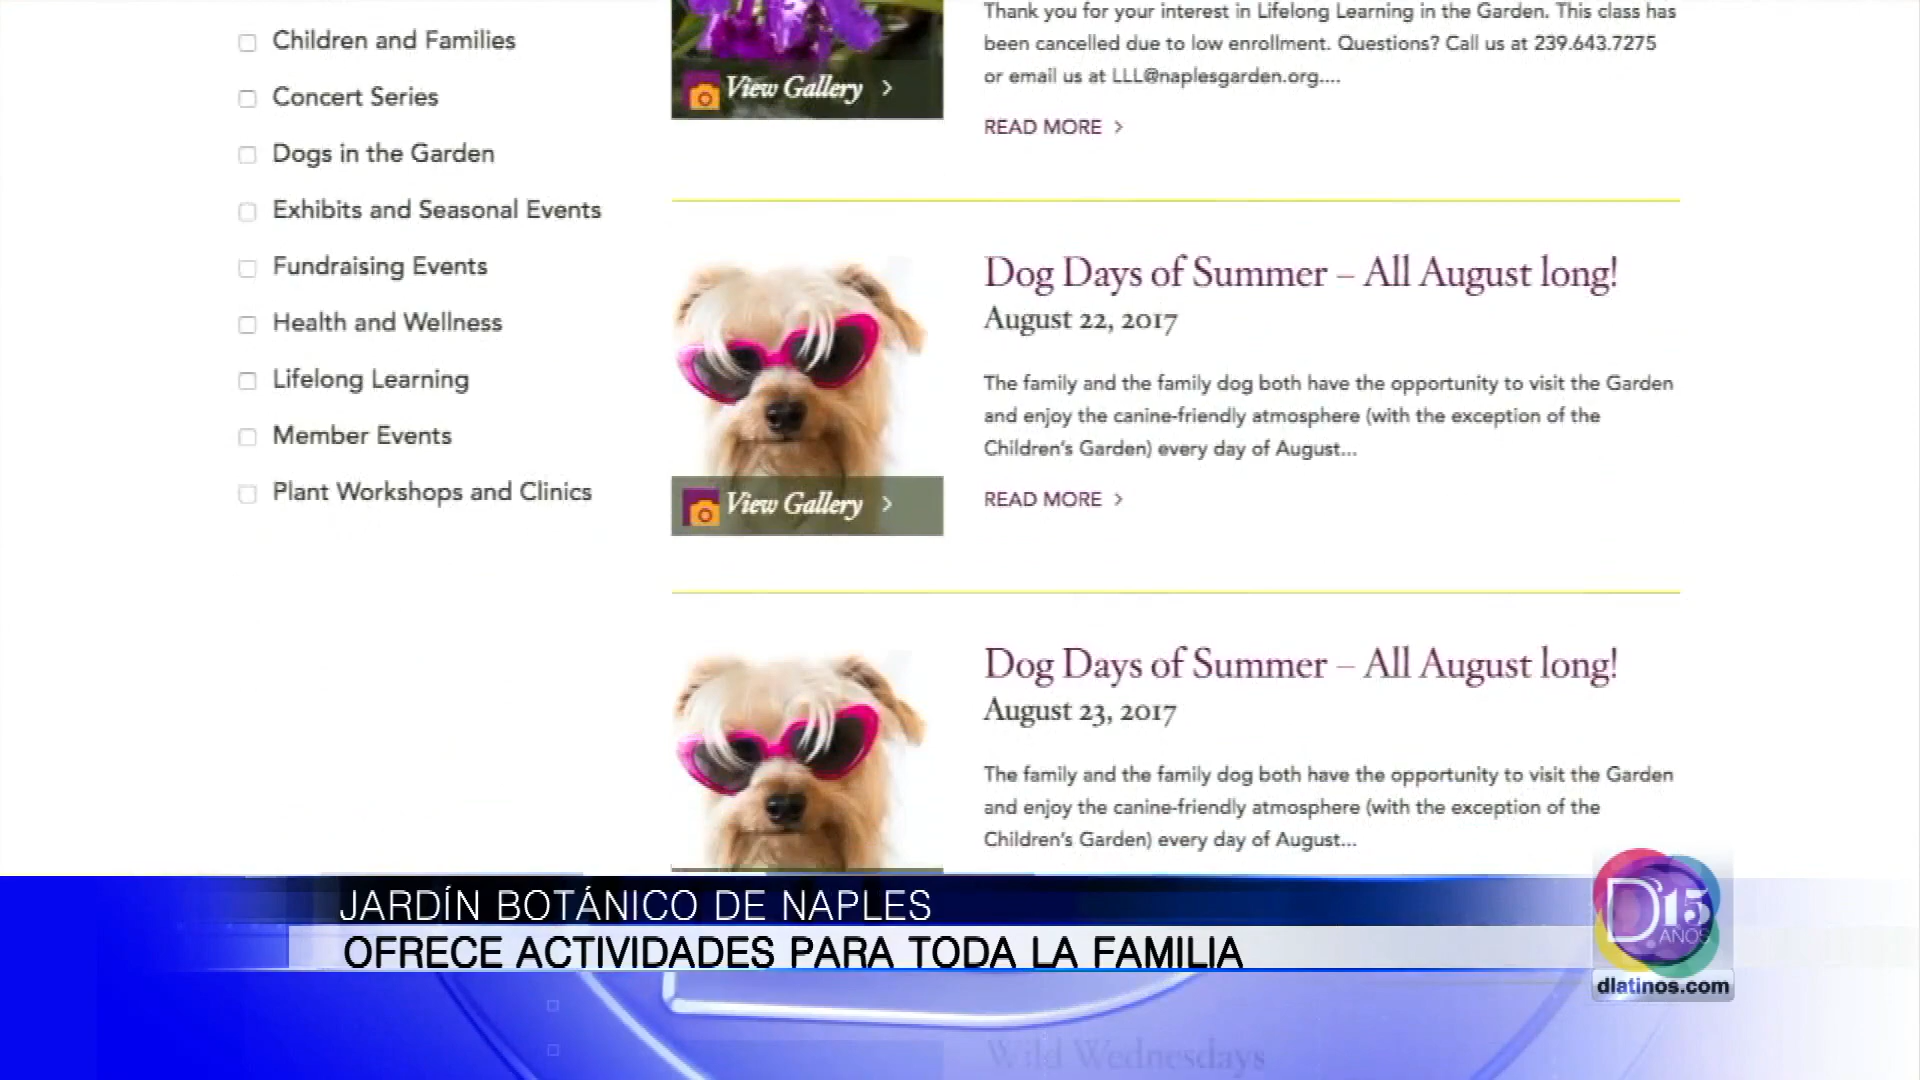 Children and Families
Concert Series
Dogs in the Garden
Exhibits and Seasonal Events
Fundraising Events
Health and Wellness
Lifelong Learning
Member Events
Plant Workshops and Clinics
View Gallery
Thank you for your interest in Lifelong Learning in the Garden. This class has
been cancelled due to low enrollment. Questions? Call us at 239.643.7275
or email us at LLL@naplesgarden.org....
READ MORE
Dog Days of Summer – All August long!
August 22, 2017
The family and the family dog both have the opportunity to visit the Garden
and enjoy the canine-friendly atmosphere (with the exception of the
Children's Garden) every day of August...
View Gallery
READ MORE
Dog Days of Summer – All August long!
August 23, 2017
The family and the family dog both have the opportunity to visit the Garden
and enjoy the canine-friendly atmosphere (with the exception of the
Children's Garden) every day of August...
JARDÍN BOTÁNICO DE NAPLES
OFRECE ACTIVIDADES PARA TODA LA FAMILIA
D 15
AÑOS
dlatinos.com
Wild Wednesdays